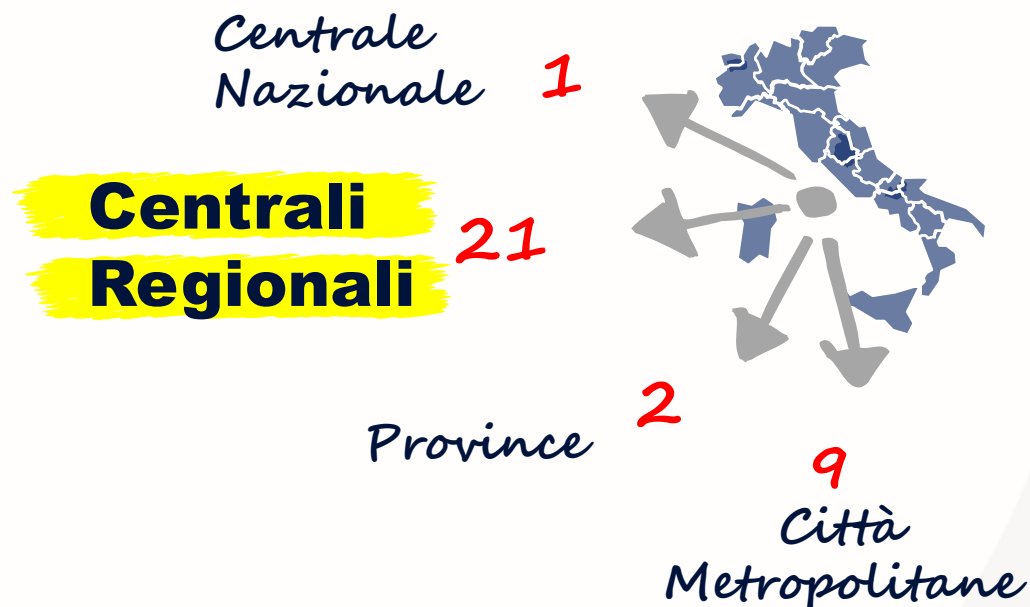 Centrale
Nazionale
1
Centrali
Regionali
21
Province
2
9
Città
Metropolitane